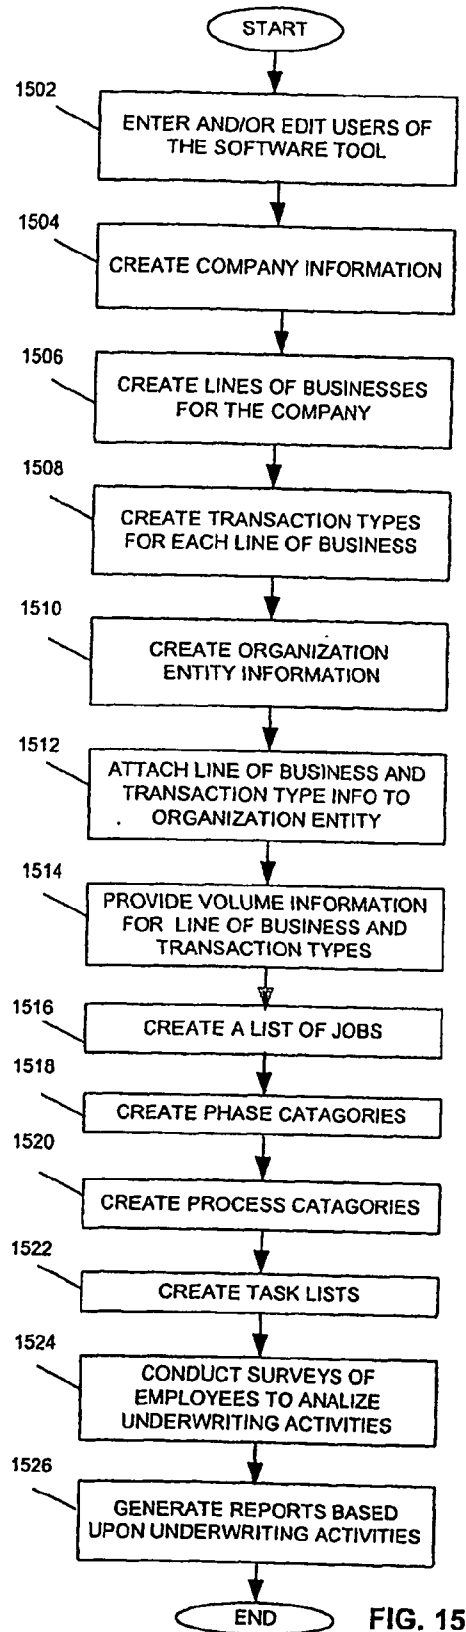 START
1502
ENTER AND/OR EDIT USERS OF
THE SOFTWARE TOOL
1504
CREATE COMPANY INFORMATION
1506
CREATE LINES OF BUSINESSES
FOR THE COMPANY
1508
CREATE TRANSACTION TYPES
FOR EACH LINE OF BUSINESS
1510
CREATE ORGANIZATION
ENTITY INFORMATION
1512
ATTACH LINE OF BUSINESS AND
TRANSACTION TYPE INFO TO
ORGANIZATION ENTITY
1514
PROVIDE VOLUME INFORMATION
FOR LINE OF BUSINESS AND
TRANSACTION TYPES
1516
CREATE A LIST OF JOBS
1518
CREATE PHASE CATAGORIES
1520
CREATE PROCESS CATAGORIES
1522
CREATE TASK LISTS
1524
CONDUCT SURVEYS OF
EMPLOYEES TO ANALIZE
UNDERWRITING ACTIVITIES
1526
GENERATE REPORTS BASED
UPON UNDERWRITING ACTIVITIES
END
FIG. 15